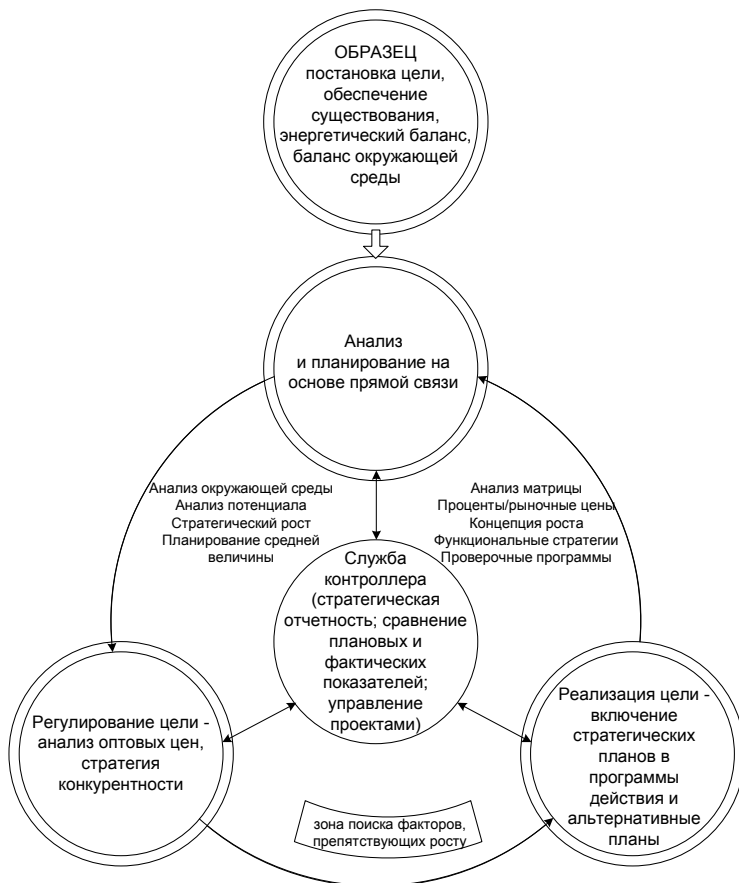 ОБРАЗЕЦ
постановка цели,
обеспечение
существования,
энергетический баланс,
баланс окружающей
среды
Анализ
и планирование на
основе прямой связи
Анализ окружающей среды
Анализ потенциала
Стратегический рост
Планирование средней
величины
Анализ матрицы
Проценты/рыночные цены
Концепция роста
Функциональные стратегии
Проверочные программы
Служба
контроллера
(стратегическая
отчетность; сравнение
плановых и
фактических
показателей;
управление
проектами)
Регулирование цели -
анализ оптовых цен,
стратегия
конкурентности
Реализация цели -
включение
стратегических
планов в
программы
действия и
альтернативные
планы
зона поиска факторов,
препятствующих росту